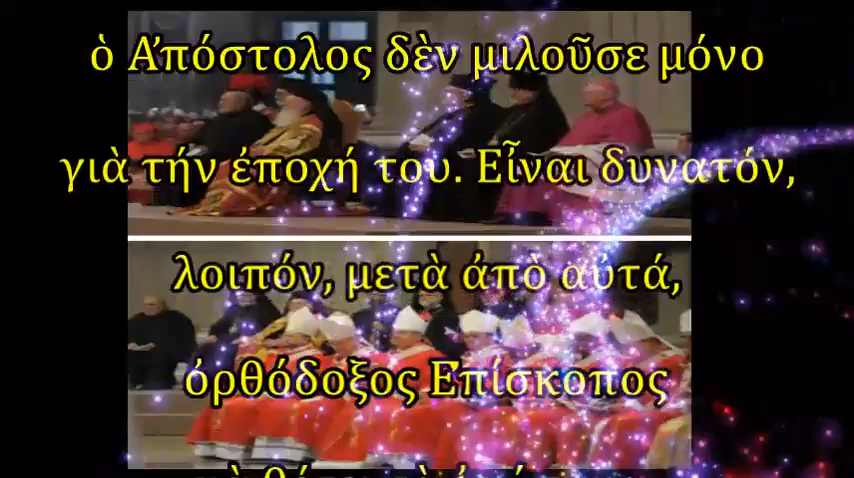 ὁ Ἀπόστολος δὲν μιλοῦσε μόνο
γιὰ τήν ἐποχή του. Εἶναι δυνατόν,
λοιπόν, μετὰ ἀπὸ αὐτά,
ὀρθόδοξος Ἐπίσκοπος